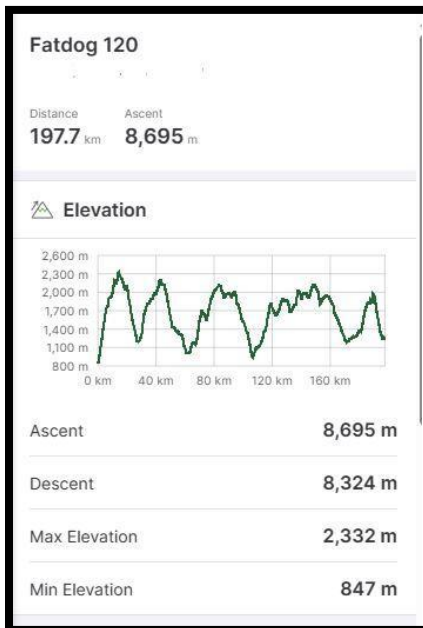 Fatdog 120
Distance Ascent
197.7 km 8,695 m
Elevation
2,600 m
2,300 m
2,000 m
1,700 m
1,400 m
1,100 m
800 m
0 km 40 km 80 km 120 km 160 km
Ascent 8,695 m
Descent 8,324 m
Max Elevation 2,332 m
Min Elevation 847 m